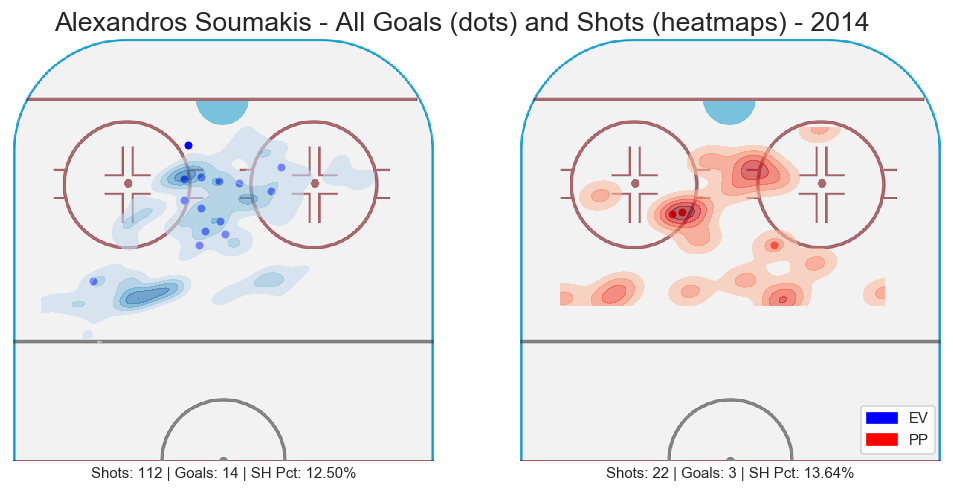 Alexandros Soumakis - All Goals (dots) and Shots (heatmaps) - 2014
EV
PP
Shots: 112 | Goals: 14 | SH Pct: 12.50%
Shots: 22 | Goals: 3 | SH Pct: 13.64%